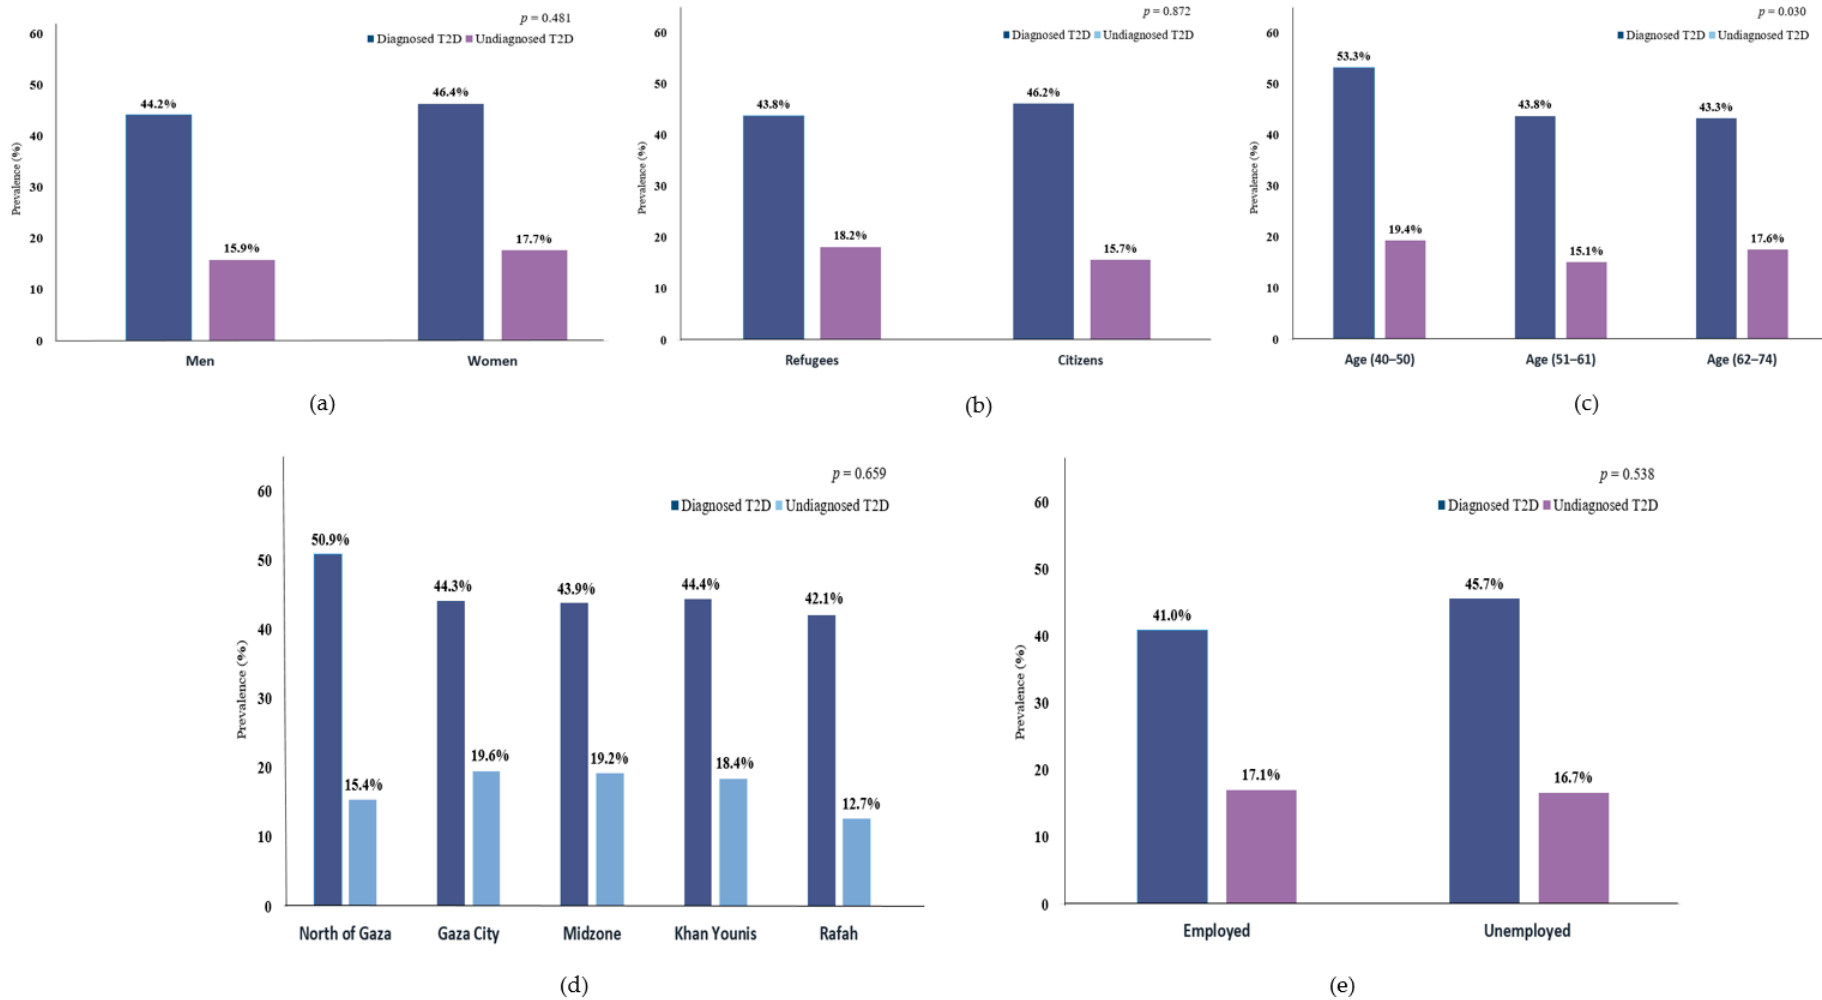 p = 0.481
Diagnosed T2D Undiagnosed T2D
Prevalence (%)
60
50
40
30
20
10
0
44.2%
15.9%
46.4%
17.7%
Men Women
(a)
p = 0.872
Diagnosed T2D Undiagnosed T2D
Prevalence (%)
60
50
40
30
20
10
0
43.8%
18.2%
46.2%
15.7%
Refugees Citizens
(b)
p = 0.030
Diagnosed T2D Undiagnosed T2D
Prevalence (%)
60
50
40
30
20
10
0
53.3%
19.4%
43.8%
15.1%
43.3%
17.6%
Age (40–50) Age (51–61) Age (62–74)
(c)
p = 0.659
Diagnosed T2D Undiagnosed T2D
Prevalence (%)
60
50
40
30
20
10
0
50.9%
15.4%
44.3%
19.6%
43.9%
19.2%
44.4%
18.4%
42.1%
12.7%
North of Gaza Gaza City Midzone Khan Younis Rafah
(d)
p = 0.538
Diagnosed T2D Undiagnosed T2D
Prevalence (%)
60
50
40
30
20
10
0
41.0%
17.1%
45.7%
16.7%
Employed Unemployed
(e)